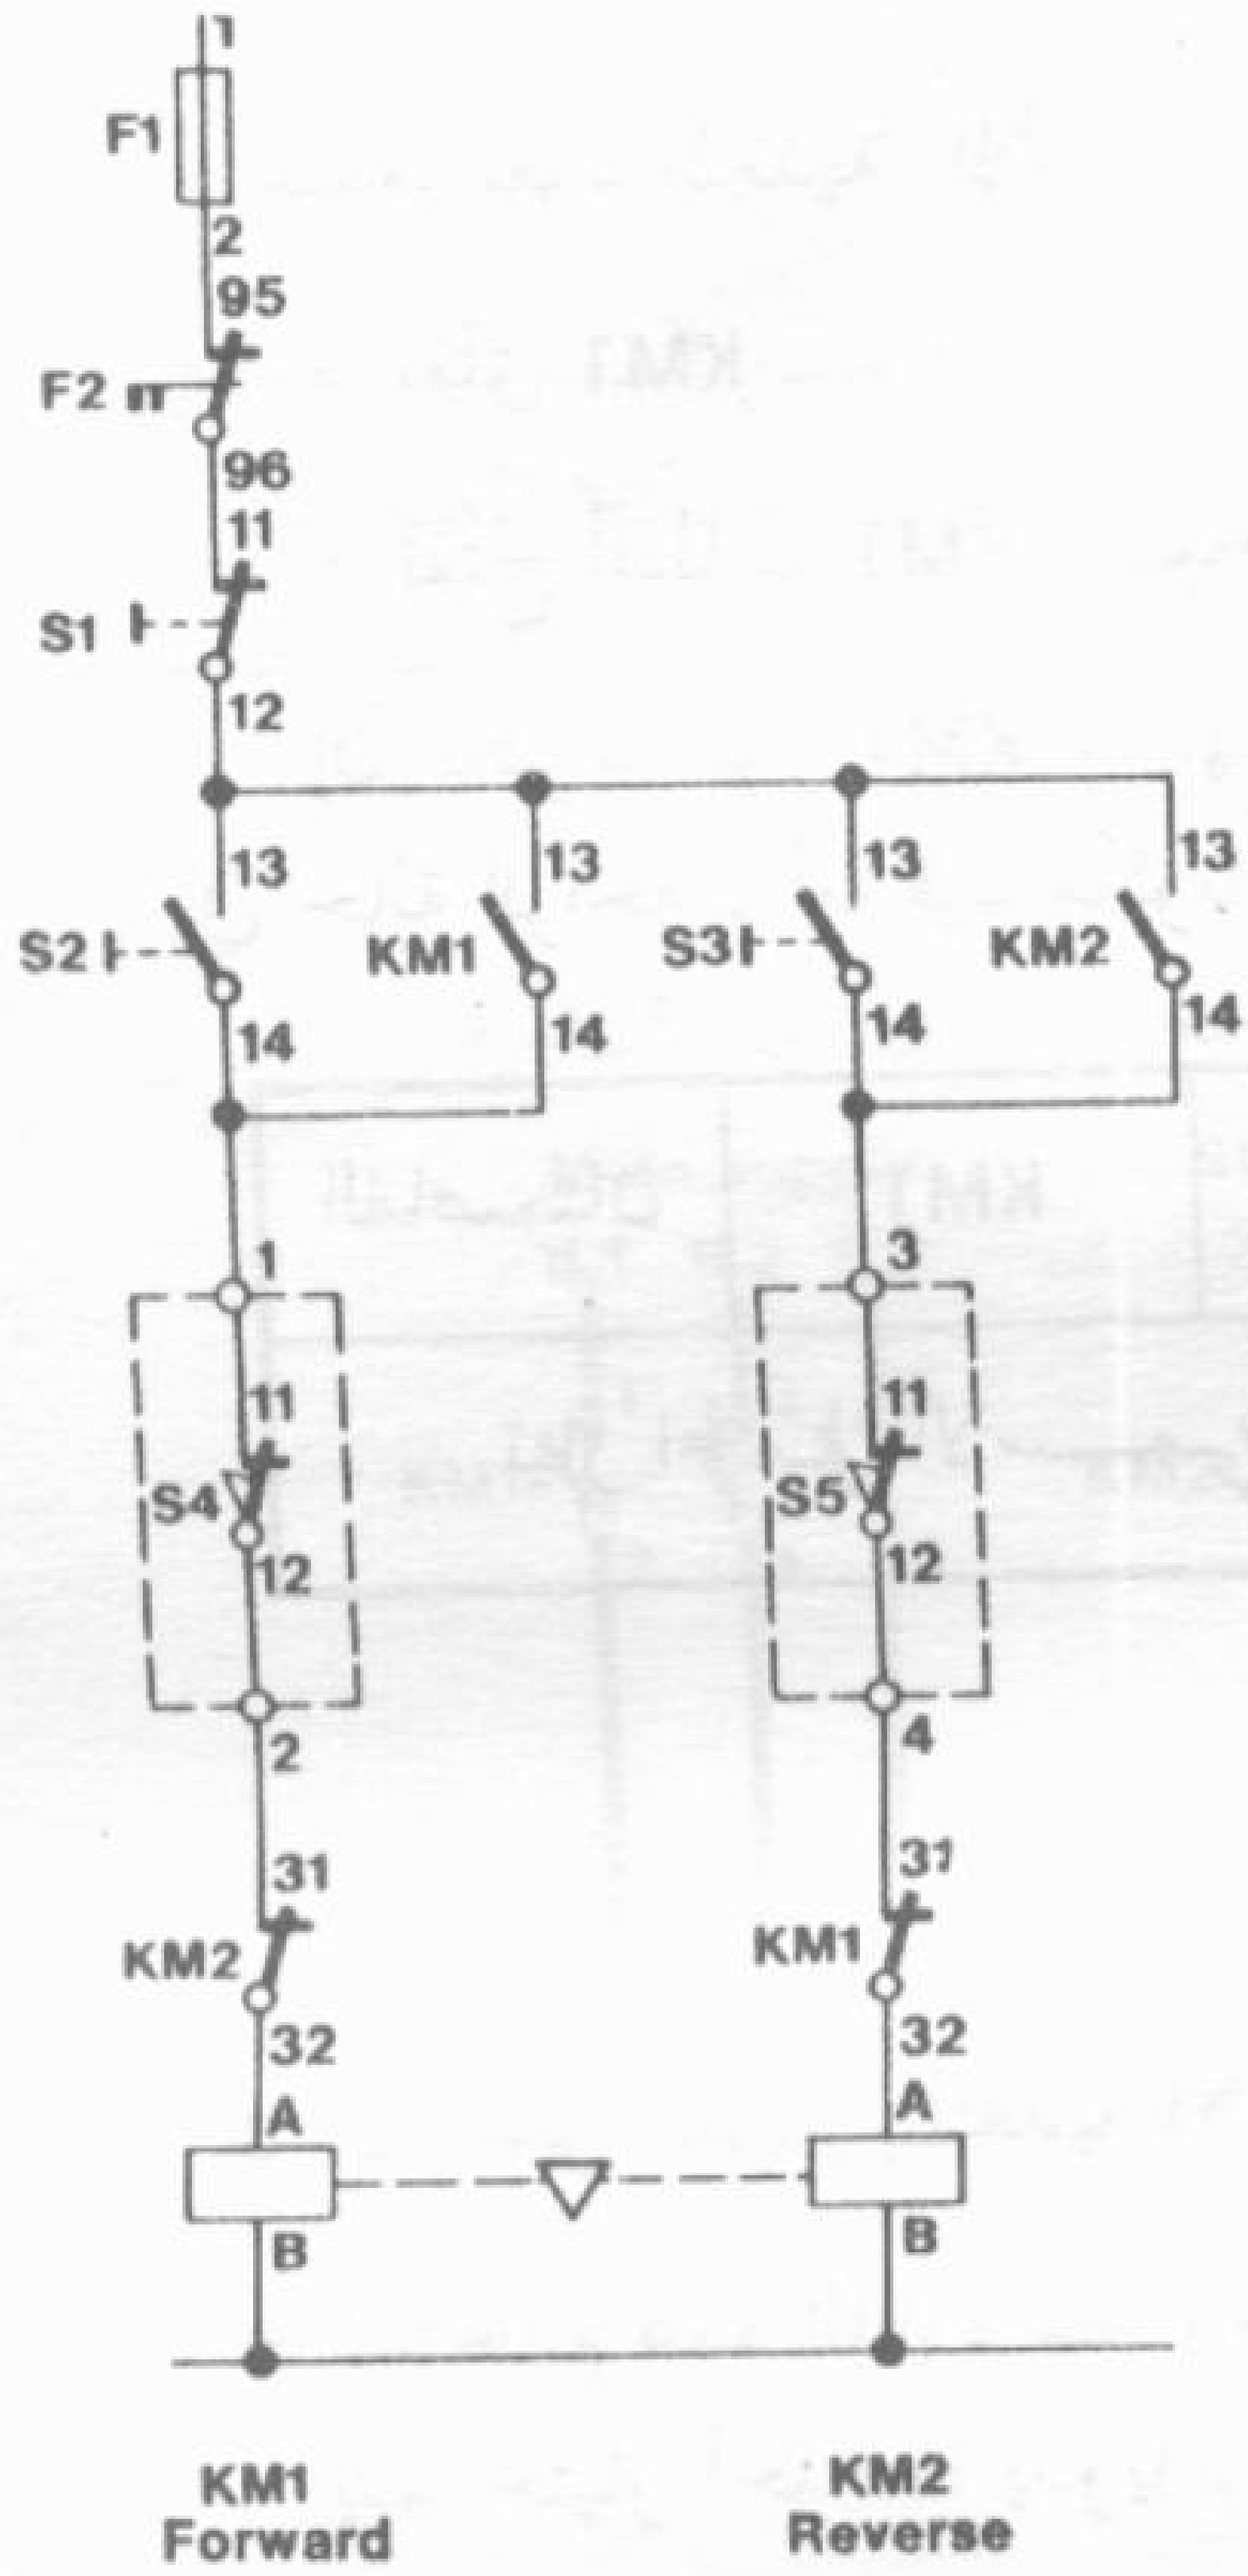 1
F1
2
95
F2
96
11
S1
12
13 13 13 13
S2 KM1 S3 KM2
14 14 14 14
1 3
11 11
S4 S5
12 12
2 4
31 31
KM2 KM1
32 32
A A
B B
KM1 KM2
Forward Reverse